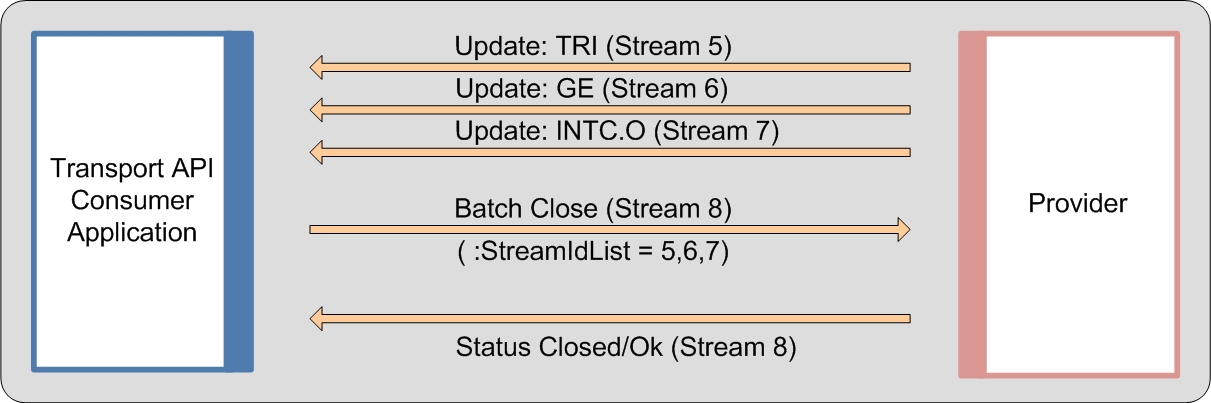 Update: TRI (Stream 5)
Update: GE (Stream 6)
Update: INTC.O (Stream 7)
Transport API
Consumer
Application
Provider
Batch Close (Stream 8)
( :StreamIdList = 5,6,7)
Status Closed/Ok (Stream 8)